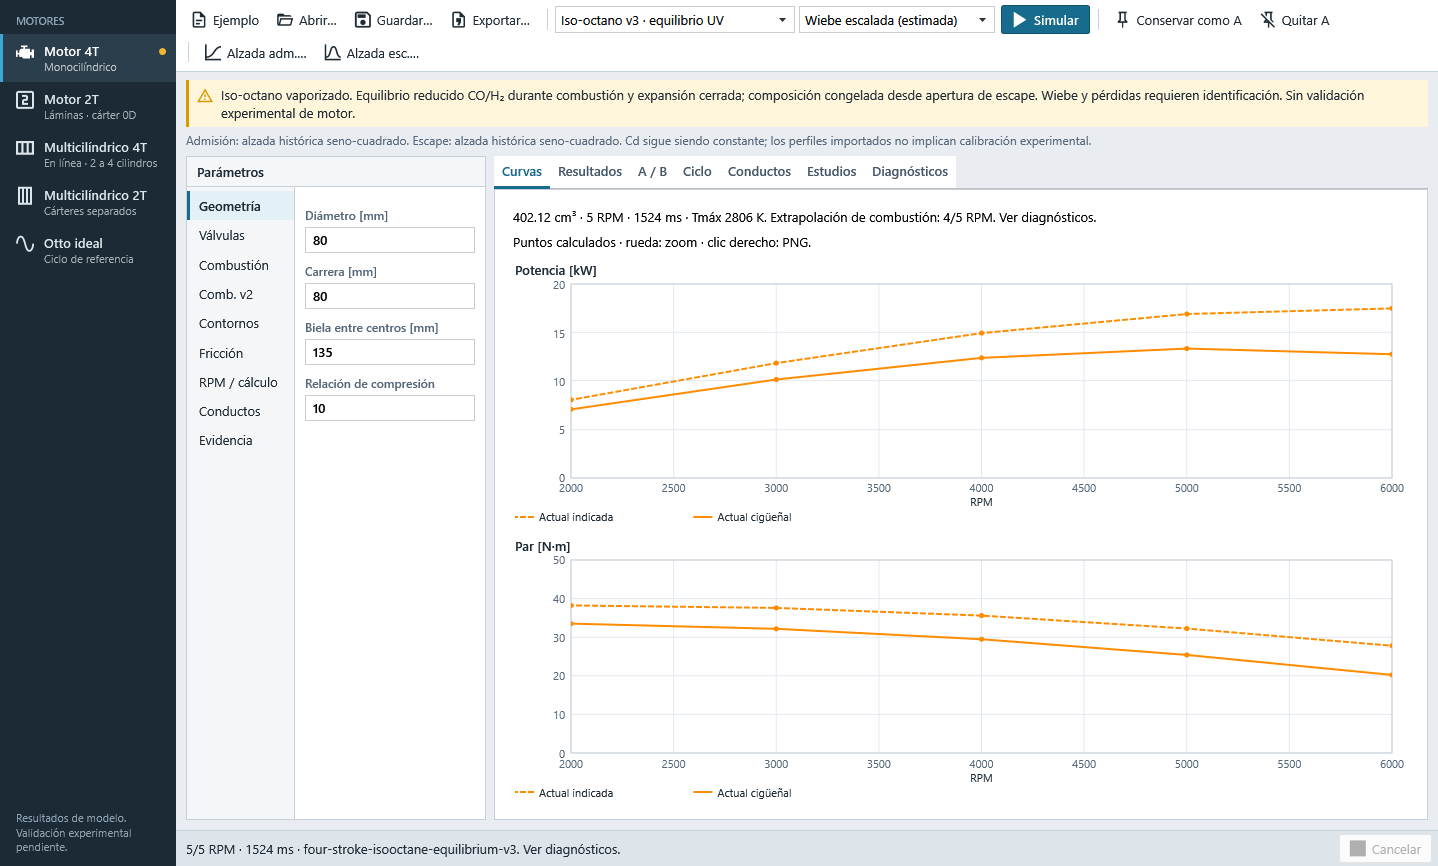 MOTORES
Motor 4T
Monocilíndrico
Motor 2T
Láminas · cárter 0D
Multicilíndrico 4T
En línea · 2 a 4 cilindros
Multicilíndrico 2T
Cárteres separados
Otto ideal
Ciclo de referencia
Resultados de modelo.
Validación experimental
pendiente.
Ejemplo
Abrir...
Guardar...
Exportar...
Iso-octano v3 · equilibrio UV
Wiebe escalada (estimada)
Simular
Conservar como A
Quitar A
Alzada adm....
Alzada esc....
Iso-octano vaporizado. Equilibrio reducido CO/H₂ durante combustión y expansión cerrada; composición congelada desde apertura de escape. Wiebe y pérdidas requieren identificación. Sin validación
experimental de motor.
Admisión: alzada histórica seno-cuadrado. Escape: alzada histórica seno-cuadrado. Cd sigue siendo constante; los perfiles importados no implican calibración experimental.
Parámetros
Geometría
Válvulas
Combustión
Comb. v2
Contornos
Fricción
RPM / cálculo
Conductos
Evidencia
Diámetro [mm]
80
Carrera [mm]
80
Biela entre centros [mm]
135
Relación de compresión
10
Curvas Resultados A / B Ciclo Conductos Estudios Diagnósticos
402.12 cm³ · 5 RPM · 1524 ms · Tmáx 2806 K. Extrapolación de combustión: 4/5 RPM. Ver diagnósticos.
Puntos calculados · rueda: zoom · clic derecho: PNG.
Potencia [kW]
20
15
10
5
0
2000 2500 3000 3500 4000 4500 5000 5500 6000
RPM
Actual indicada Actual cigüeñal
Par [N·m]
50
40
30
20
10
0
2000 2500 3000 3500 4000 4500 5000 5500 6000
RPM
Actual indicada Actual cigüeñal
5/5 RPM · 1524 ms · four-stroke-isooctane-equilibrium-v3. Ver diagnósticos.
Cancelar